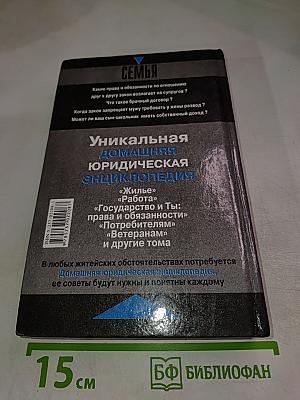 СЕМЬЯ
Какие права и обязанности по отношению
друг к другу закон возлагает на супругов?
Что такое брачный договор?
Когда закон запрещает мужу требовать у жены развод?
Может ли ваш сын-школьник иметь собственный доход?
Уникальная
ДОМАШНЯЯ
ЮРИДИЧЕСКАЯ
ЭНЦИКЛОПЕДИЯ
«Жилье»
«Работа»
«Государство и Ты:
права и обязанности»
«Потребителям»
«Ветеранам»
и другие тома
В любых житейских обстоятельствах потребуется
Домашняя юридическая энциклопедия,
ее советы будут нужны и понятны каждому
15 см
БФ БИБЛИОФАН